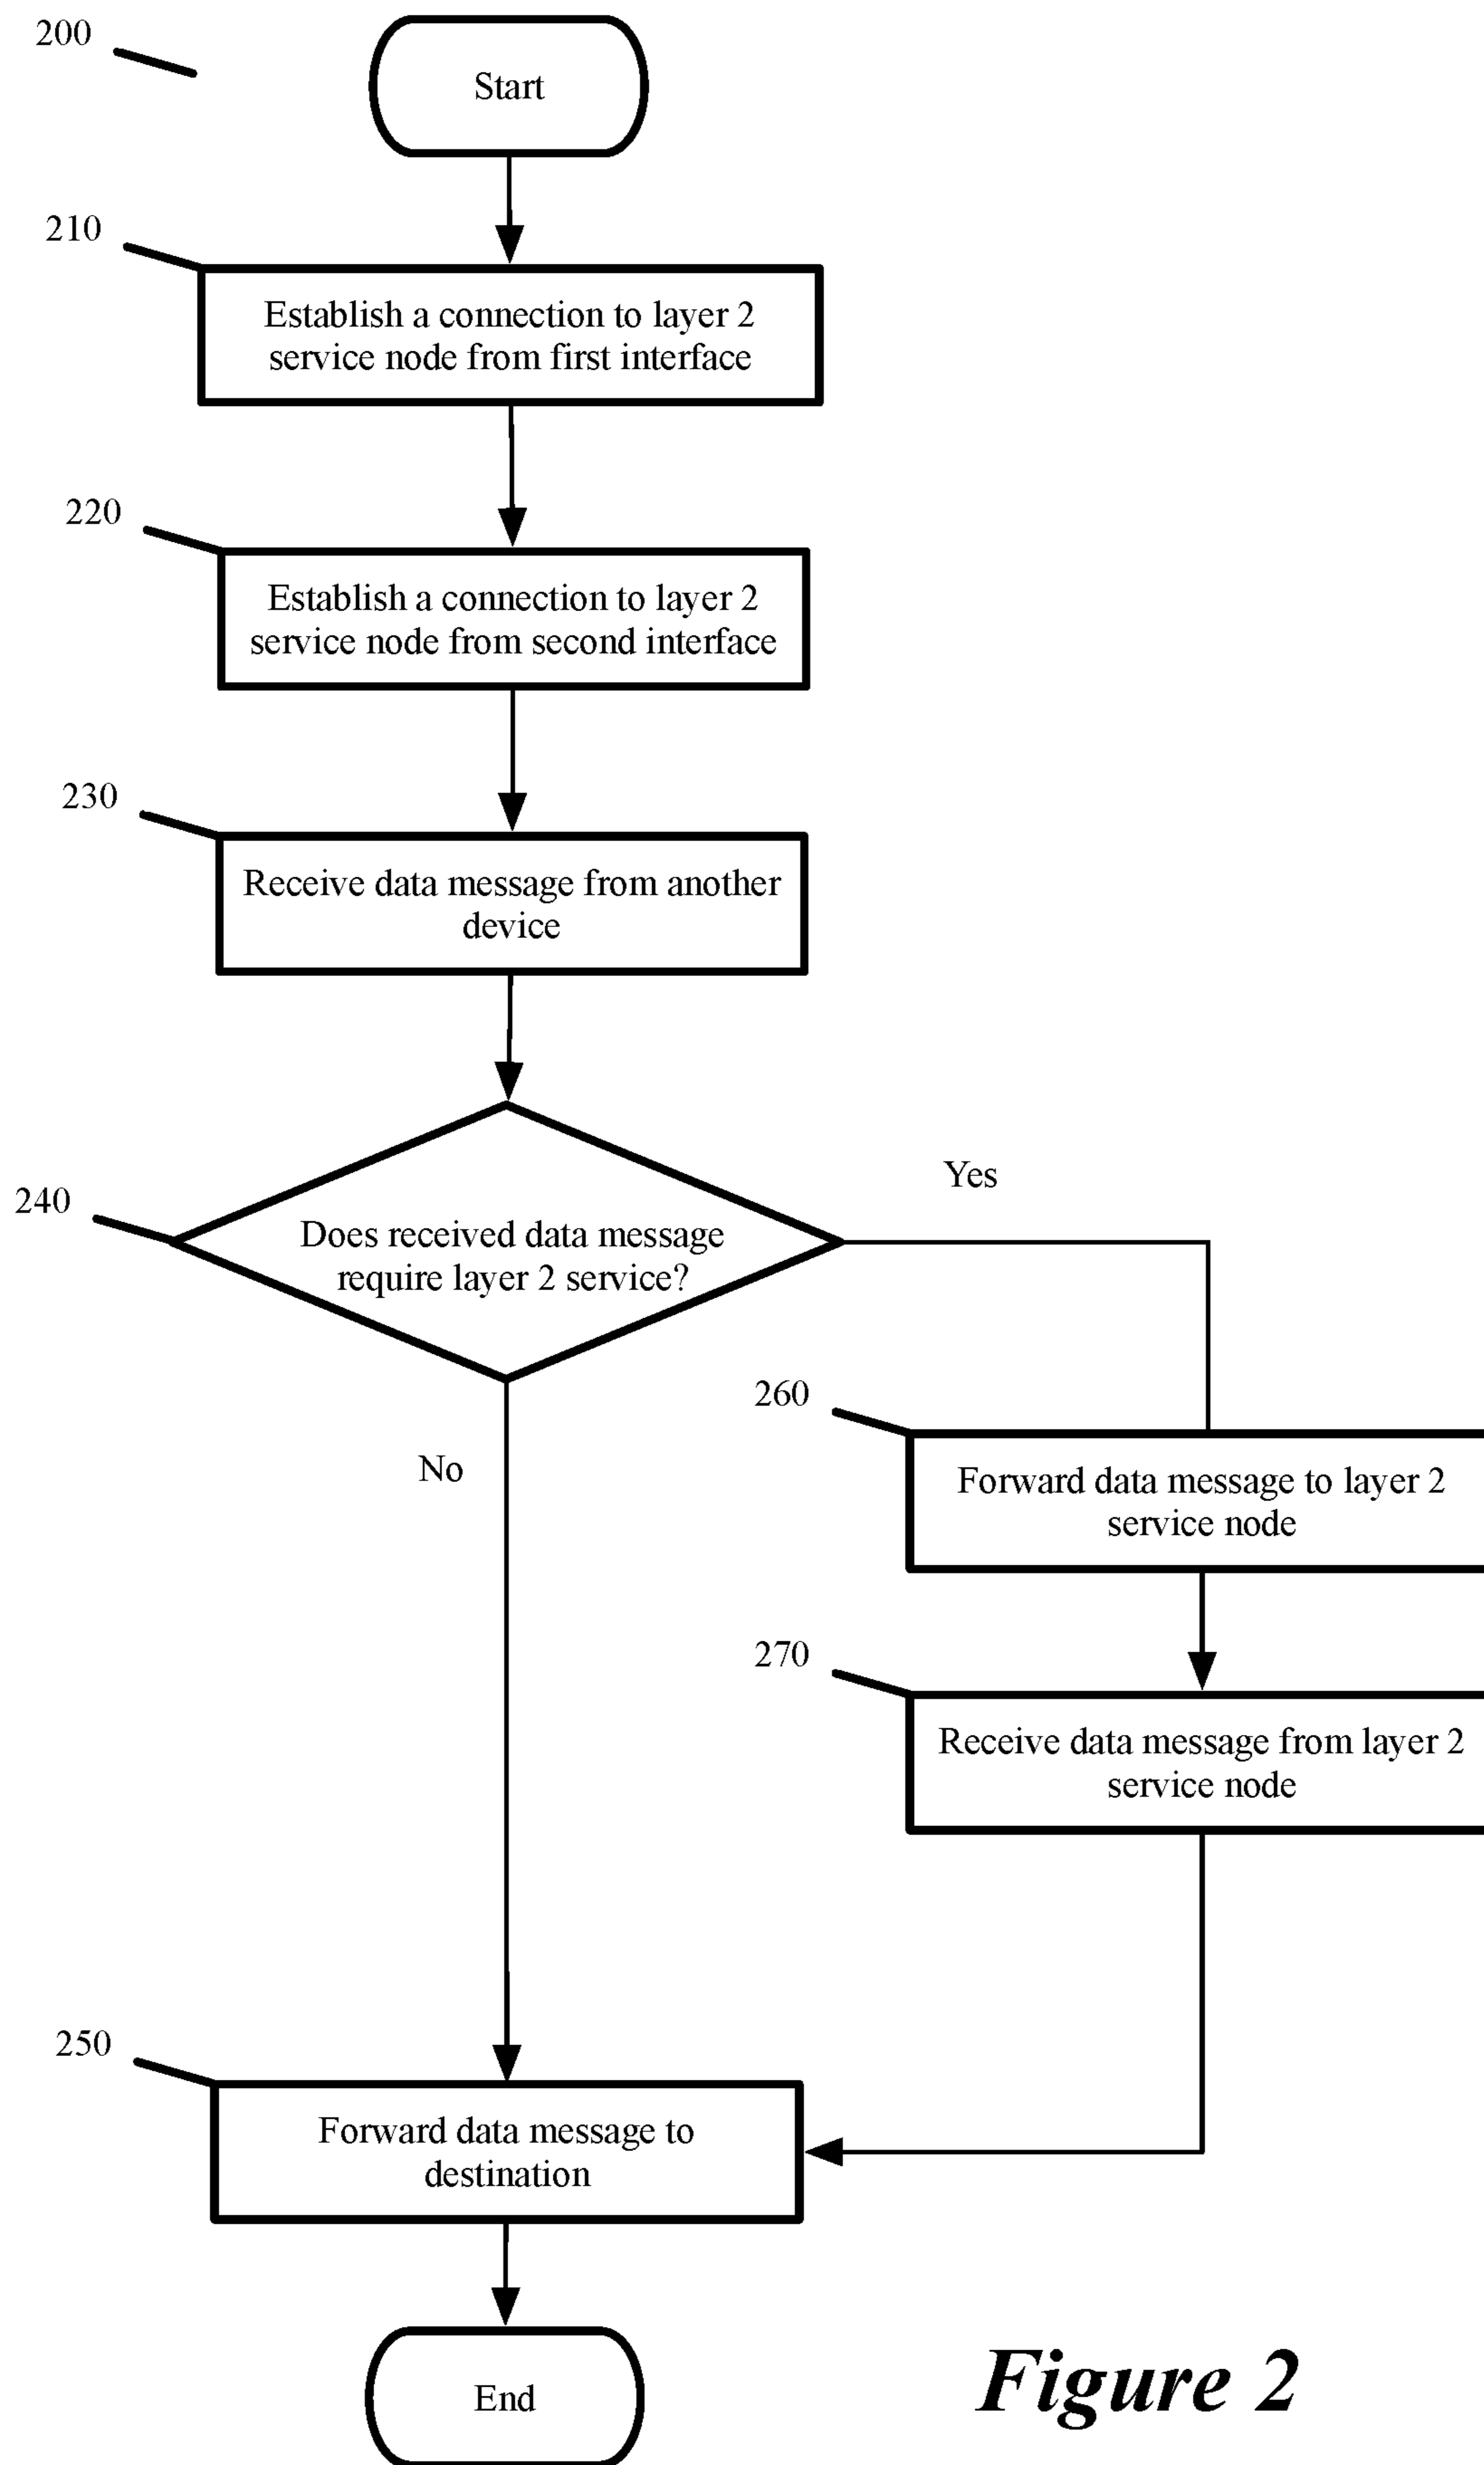 200
Start
210
Establish a connection to layer 2
service node from first interface
220
Establish a connection to layer 2
service node from second interface
230
Receive data message from another
device
240
Does received data message
require layer 2 service?
Yes
No
260
Forward data message to layer 2
service node
270
Receive data message from layer 2
service node
250
Forward data message to
destination
End
Figure 2